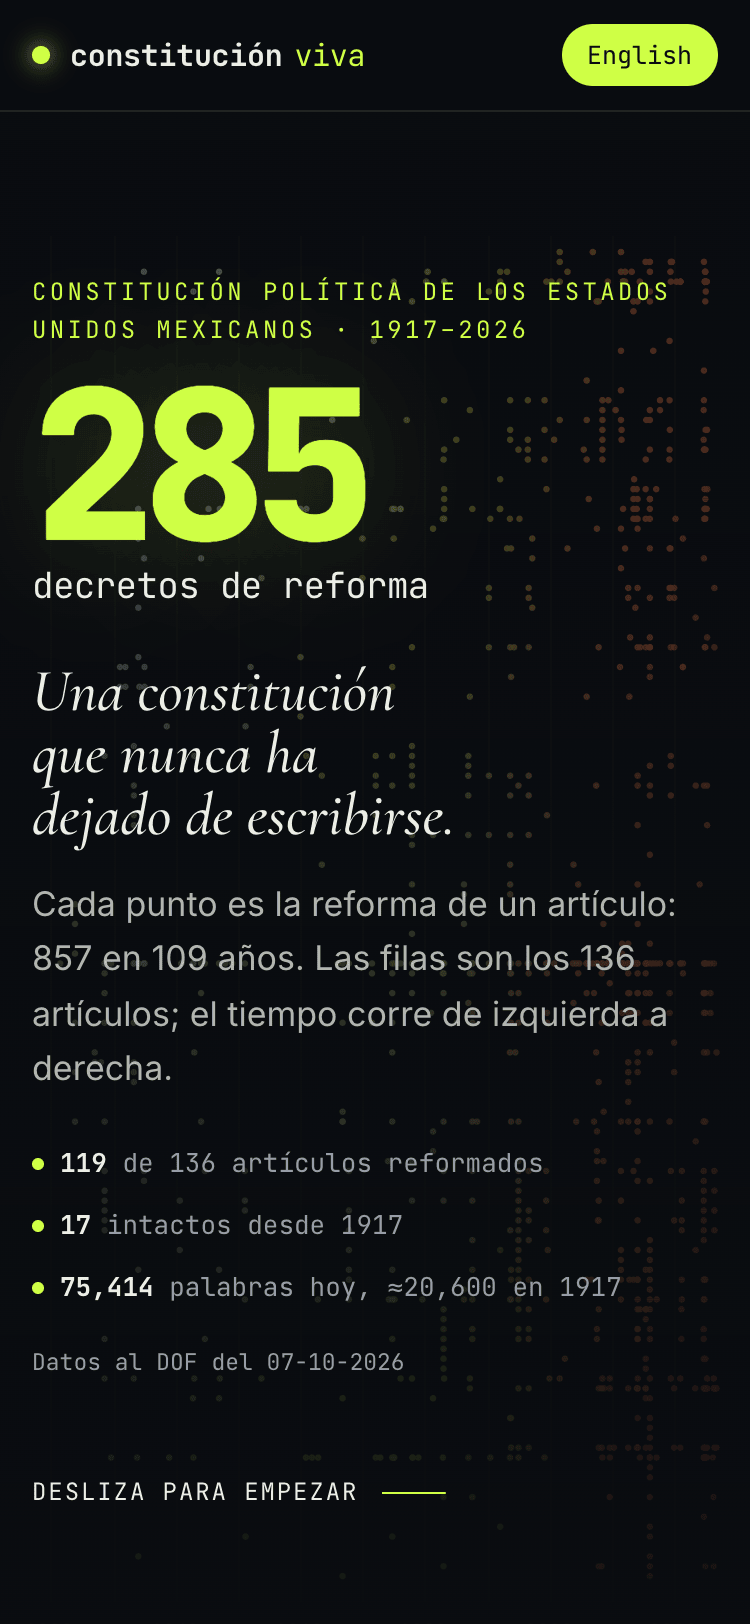 constitución viva
English
CONSTITUCIÓN POLÍTICA DE LOS ESTADOS
UNIDOS MEXICANOS · 1917–2026
285
decretos de reforma
Una constitución
que nunca ha
dejado de escribirse.
Cada punto es la reforma de un artículo:
857 en 109 años. Las filas son los 136
artículos; el tiempo corre de izquierda a
derecha.
119 de 136 artículos reformados
17 intactos desde 1917
75,414 palabras hoy, ≈20,600 en 1917
Datos al DOF del 07-10-2026
DESLIZA PARA EMPEZAR